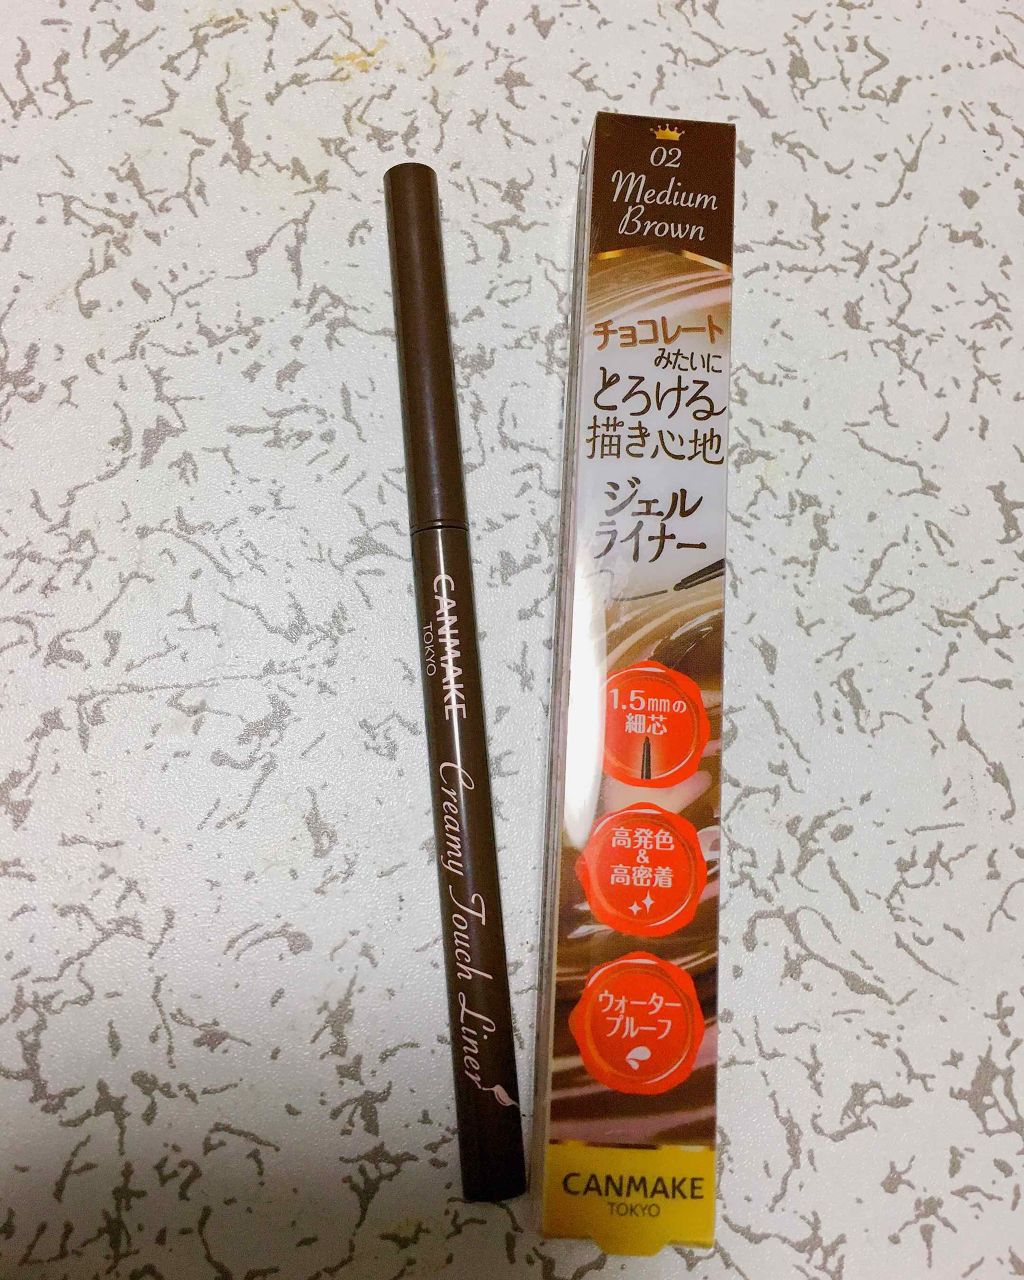 CANMAKE
TOKYO
Creamy Touch Liner
02
Medium
Brown
チョコレート
みたいに
とろける
描き心地
ジェル
ライナー
1.5mmの
細芯
高発色
&
高密着
ウォーター
プルーフ
CANMAKE
TOKYO